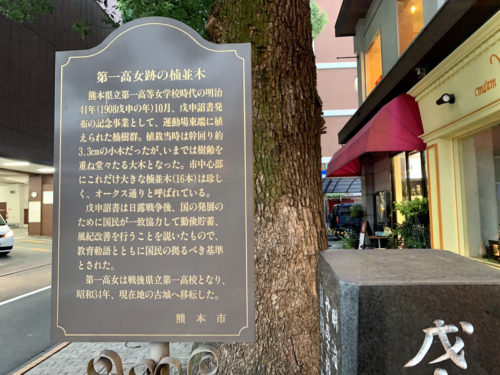 第一高女跡の楠並木
熊本県立第一高等女学校時代の明治
41年(1908戊申の年)10月、戊申詔書発
布の記念事業として、運動場東端に植
えられた楠樹群。植栽当時は幹回り約
3.3cmの小木だったが、いまでは樹齢を
重ね堂々たる大木となった。市中心部
にこれだけ大きな楠並木(16本)は珍し
く、オークス通りと呼ばれている。
戊申詔書は日露戦争後、国の発展の
ために国民が一致協力して勤倹貯蓄、
風紀改善を行うことを説いたもので、
教育勅語とともに国民の拠るべき基準
とされた。
第一高女は戦後県立第一高校となり、
昭和34年、現在地の古城へ移転した。
熊本市
戊